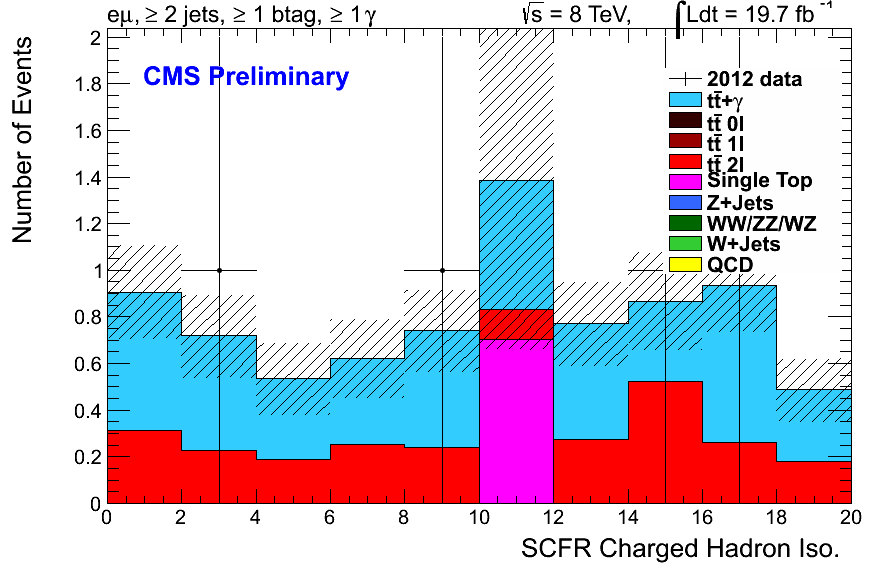 eμ, ≥ 2 jets, ≥ 1 btag, ≥ 1 γ
√s = 8 TeV, ∫Ldt = 19.7 fb⁻¹
CMS Preliminary
2012 data
tt̄+γ
tt̄ 0l
tt̄ 1l
tt̄ 2l
Single Top
Z+Jets
WW/ZZ/WZ
W+Jets
QCD
Number of Events
2
1.8
1.6
1.4
1.2
1
0.8
0.6
0.4
0.2
0
0 2 4 6 8 10 12 14 16 18 20
SCFR Charged Hadron Iso.